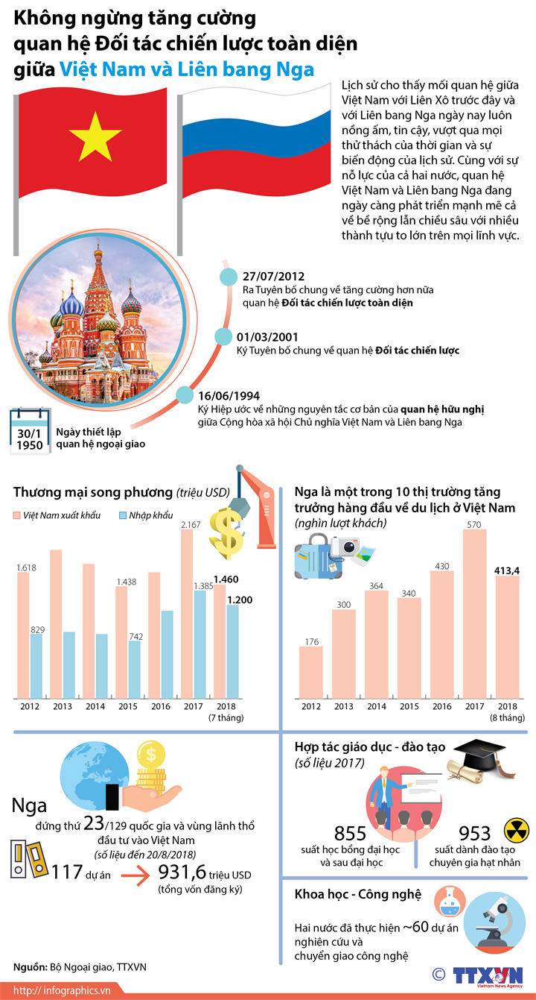 Không ngừng tăng cường
quan hệ Đối tác chiến lược toàn diện
giữa Việt Nam và Liên bang Nga
Lịch sử cho thấy mối quan hệ giữa
Việt Nam với Liên Xô trước đây và
với Liên bang Nga ngày nay luôn
nồng ấm, tin cậy, vượt qua mọi
thử thách của thời gian và sự
biến động của lịch sử. Cùng với sự
nỗ lực của cả hai nước, quan hệ
Việt Nam và Liên bang Nga đang
ngày càng phát triển mạnh mẽ cả
về bề rộng lẫn chiều sâu với nhiều
thành tựu to lớn trên mọi lĩnh vực.
27/07/2012
Ra Tuyên bố chung về tăng cường hơn nữa
quan hệ Đối tác chiến lược toàn diện
01/03/2001
Ký Tuyên bố chung về quan hệ Đối tác chiến lược
16/06/1994
Ký Hiệp ước về những nguyên tắc cơ bản của quan hệ hữu nghị
giữa Cộng hòa xã hội Chủ nghĩa Việt Nam và Liên bang Nga
30/1
1950
Ngày thiết lập
quan hệ ngoại giao
Thương mại song phương (triệu USD)
Việt Nam xuất khẩu
Nhập khẩu
$
1.618
829
1.438
742
2.167
1.385
1.460
1.200
2012 2013 2014 2015 2016 2017 2018
(7 tháng)
Nga là một trong 10 thị trường tăng
trưởng hàng đầu về du lịch ở Việt Nam
(nghìn lượt khách)
176
300
364
340
430
570
413,4
2012 2013 2014 2015 2016 2017 2018
(8 tháng)
$
Nga
đứng thứ 23/129 quốc gia và vùng lãnh thổ
đầu tư vào Việt Nam
(số liệu đến 20/8/2018)
117 dự án
931,6 triệu USD
(tổng vốn đăng ký)
Hợp tác giáo dục - đào tạo
(số liệu 2017)
855
suất học bổng đại học
và sau đại học
953
suất dành đào tạo
chuyên gia hạt nhân
Khoa học - Công nghệ
Hai nước đã thực hiện ~60 dự án
nghiên cứu và
chuyển giao công nghệ
Nguồn: Bộ Ngoại giao, TTXVN
© TTXVN
Vietnam News Agency
http:// infographics.vn